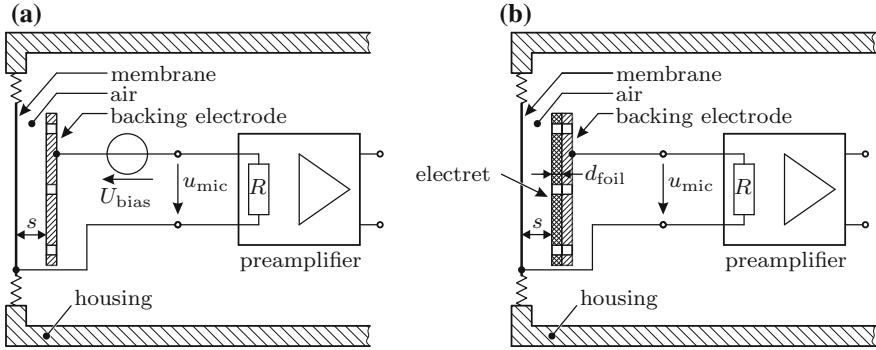 (a)
membrane
air
backing electrode
U_bias
u_mic
R
s
preamplifier
housing
(b)
membrane
air
backing electrode
electret
d_foil
u_mic
R
s
preamplifier
housing